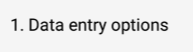 1. Data entry options